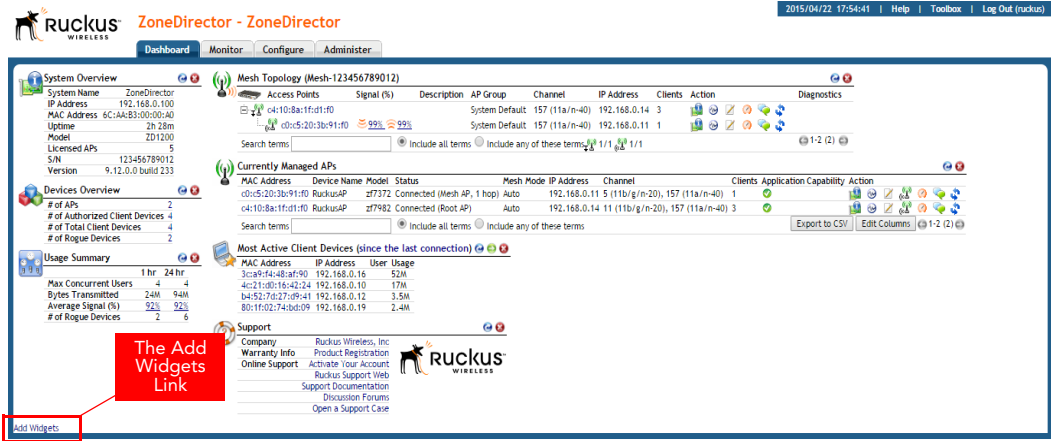 2015/04/22 17:54:41 | Help | Toolbox | Log Out (ruckus)
Ruckus WIRELESS ZoneDirector - ZoneDirector
Dashboard Monitor Configure Administer
System Overview
System Name ZoneDirector
IP Address 192.168.0.100
MAC Address 6C:AA:B3:00:00:A0
Uptime 2h 28m
Model ZD1200
Licensed APs 5
S/N 123456789012
Version 9.12.0.0 build 233
Devices Overview
# of APs 2
# of Authorized Client Devices 4
# of Total Client Devices 4
# of Rogue Devices 2
Usage Summary
1 hr 24 hr
Max Concurrent Users 4 4
Bytes Transmitted 24M 94M
Average Signal (%) 92% 92%
# of Rogue Devices 2 6
Mesh Topology (Mesh-123456789012)
Access Points Signal (%) Description AP Group Channel IP Address Clients Action Diagnostics
c4:10:8a:1f:d1:f0 System Default 157 (11a/n-40) 192.168.0.14 3
c0:c5:20:3b:91:f0 99% 99% System Default 157 (11a/n-40) 192.168.0.11 1
Search terms Include all terms Include any of these terms 1/1 1/1 1-2 (2)
Currently Managed APs
MAC Address Device Name Model Status Mesh Mode IP Address Channel Clients Application Capability Action
c0:c5:20:3b:91:f0 RuckusAP zf7372 Connected (Mesh AP, 1 hop) Auto 192.168.0.11 5 (11b/g/n-20), 157 (11a/n-40) 1
c4:10:8a:1f:d1:f0 RuckusAP zf7982 Connected (Root AP) Auto 192.168.0.14 11 (11b/g/n-20), 157 (11a/n-40) 3
Search terms Include all terms Include any of these terms Export to CSV Edit Columns 1-2 (2)
Most Active Client Devices (since the last connection)
MAC Address IP Address User Usage
3c:a9:f4:48:af:90 192.168.0.16 52M
4c:21:d0:16:42:24 192.168.0.10 17M
b4:52:7d:27:d9:41 192.168.0.12 3.5M
80:1f:02:74:bd:09 192.168.0.19 2.4M
Support
Company Ruckus Wireless, Inc
Warranty Info Product Registration
Online Support Activate Your Account
Ruckus Support Web
Support Documentation
Discussion Forums
Open a Support Case
Ruckus WIRELESS
The Add
Widgets
Link
Add Widgets